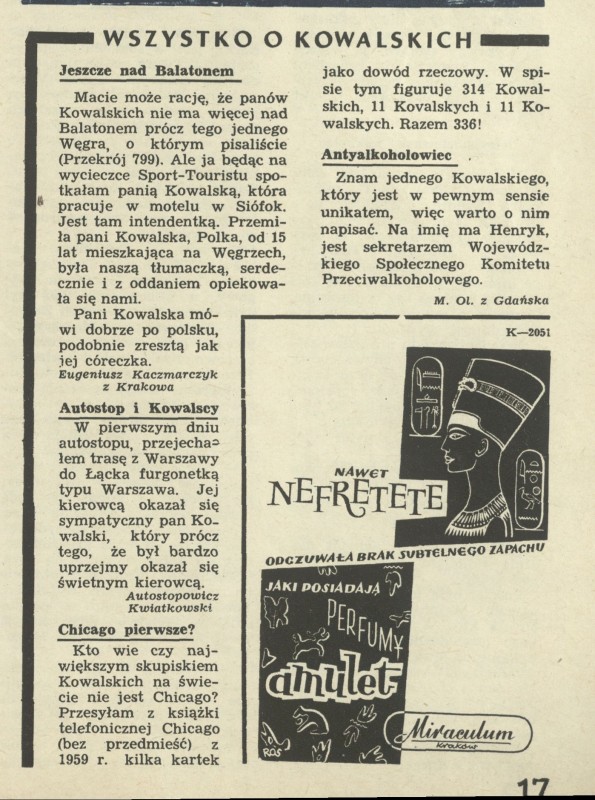 WSZYSTKO O KOWALSKICH
Jeszcze nad Balatonem
Macie może rację, że panów
Kowalskich nie ma więcej nad
Balatonem prócz tego jednego
Węgra, o którym pisaliście
(Przekrój 799). Ale ja będąc na
wycieczce Sport-Touristu spo-
tkałam panią Kowalską, która
pracuje w motelu w Siófok.
Jest tam intendentką. Przemi-
ła pani Kowalska, Polka, od 15
lat mieszkająca na Węgrzech,
była naszą tłumaczką, serde-
cznie i z oddaniem opiekowa-
ła się nami.
Pani Kowalska mó-
wi dobrze po polsku,
podobnie zresztą jak
jej córeczka.
Eugeniusz Kaczmarczyk
z Krakowa
Autostop i Kowalscy
W pierwszym dniu
autostopu, przejecha-
łem trasę z Warszawy
do Łącka furgonetką
typu Warszawa. Jej
kierowcą okazał się
sympatyczny pan Ko-
walski, który prócz
tego, że był bardzo
uprzejmy okazał się
świetnym kierowcą.
Autostopowicz
Kwiatkowski
Chicago pierwsze?
Kto wie czy naj-
większym skupiskiem
Kowalskich na świe-
cie nie jest Chicago?
Przesyłam z książki
telefonicznej Chicago
(bez przedmieść) z
1959 r. kilka kartek
jako dowód rzeczowy. W spi-
sie tym figuruje 314 Kowal-
skich, 11 Kovalskych i 11 Ko-
walskych. Razem 336!
Antyalkoholowiec
Znam jednego Kowalskiego,
który jest w pewnym sensie
unikatem, więc warto o nim
napisać. Na imię ma Henryk,
jest sekretarzem Wojewódz-
kiego Społecznego Komitetu
Przeciwalkoholowego.
M. Ol. z Gdańska
K—2051
NAWET
NEFRETETE
ODCZUWAŁA BRAK SUBTELNEGO ZAPACHU
JAKI POSIADAJĄ
PERFUMY
amulet
Miraculum
Kraków
ROS
17